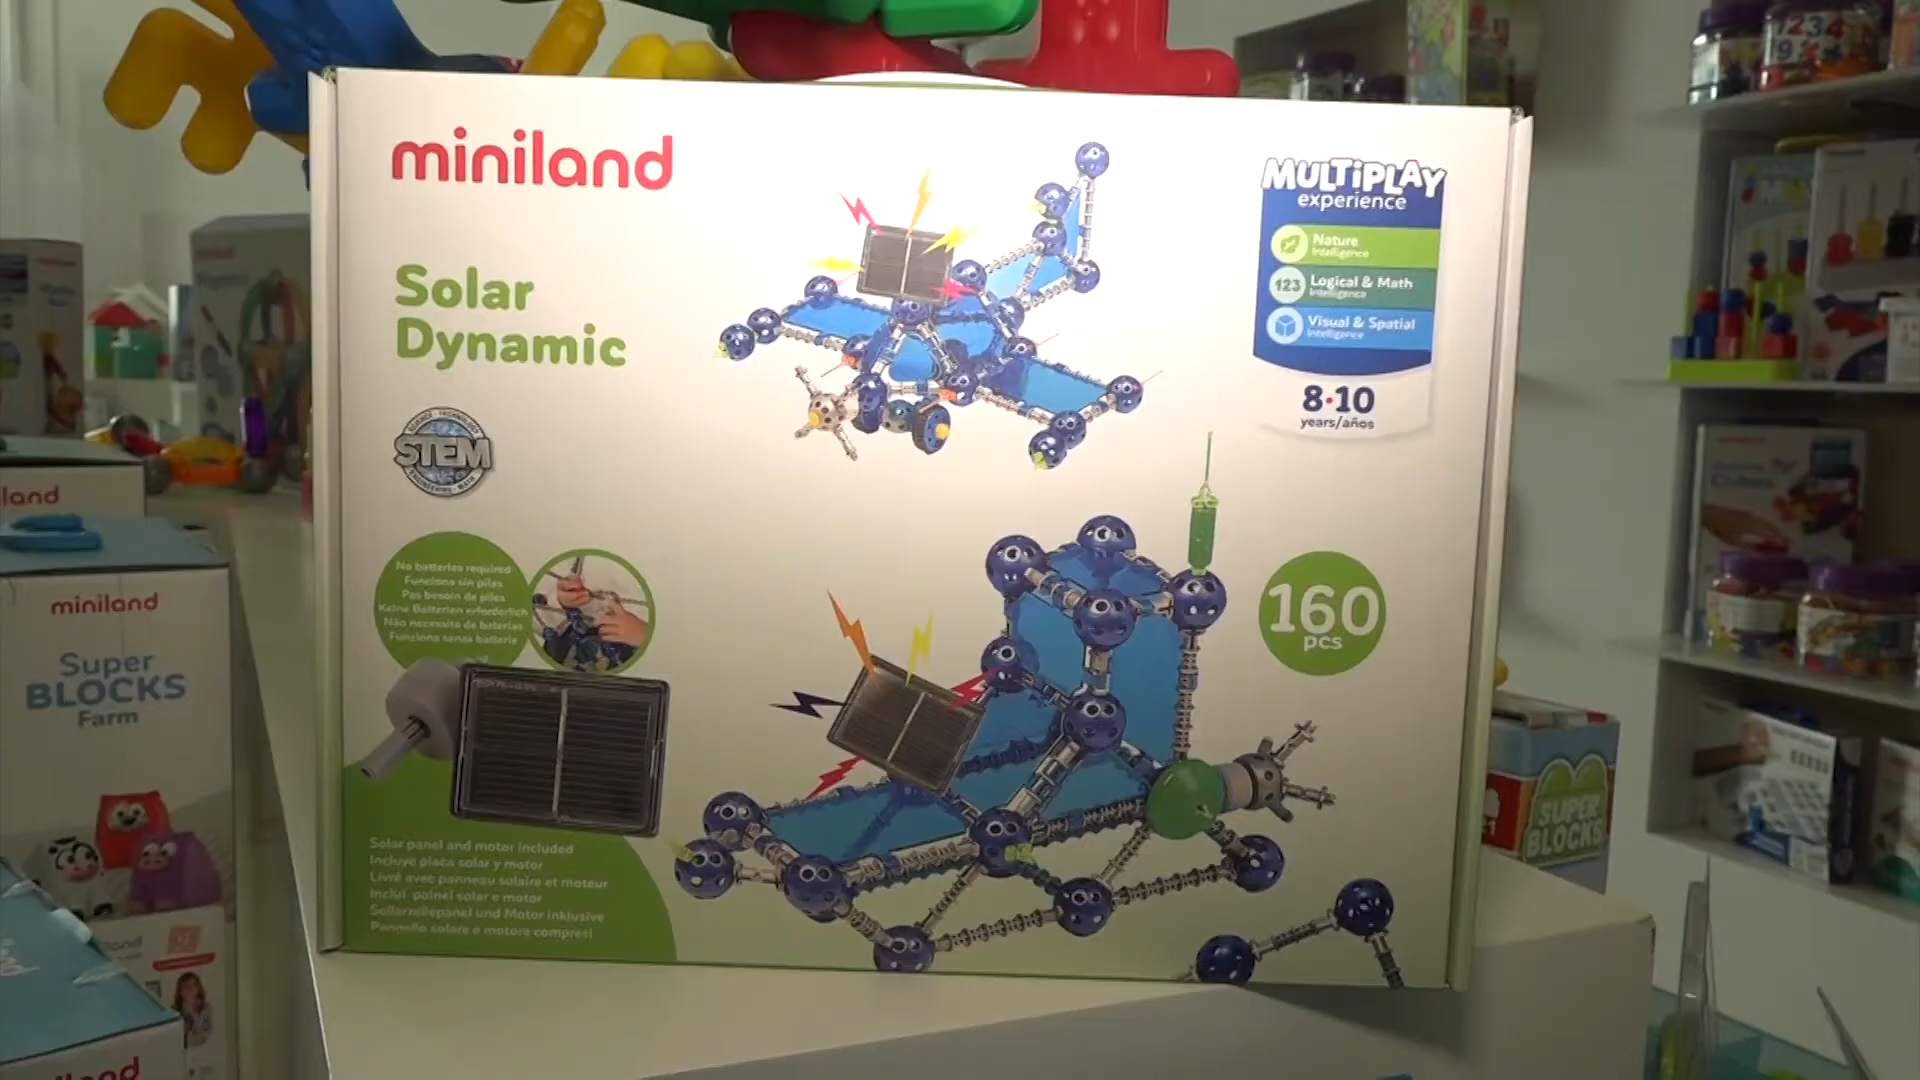 miniland
Solar
Dynamic
STEM
MULTIPLAY
experience
Nature
Intelligence
123
Logical & Math
Intelligence
Visual & Spatial
Intelligence
8·10
years/años
No batteries required
Funciona sin pilas
Pas besoin de piles
Keine Batterien erforderlich
Não necessita de baterias
Funziona senza batterie
160
pcs
Solar panel and motor included
Incluye placa solar y motor
Livré avec panneau solaire et moteur
Inclui painel solar e motor
Sollarzellepanel und Motor inklusive
Pannello solare e motore compresi
land
miniland
Super
BLOCKS
Farm
SUPER
BLOCKS